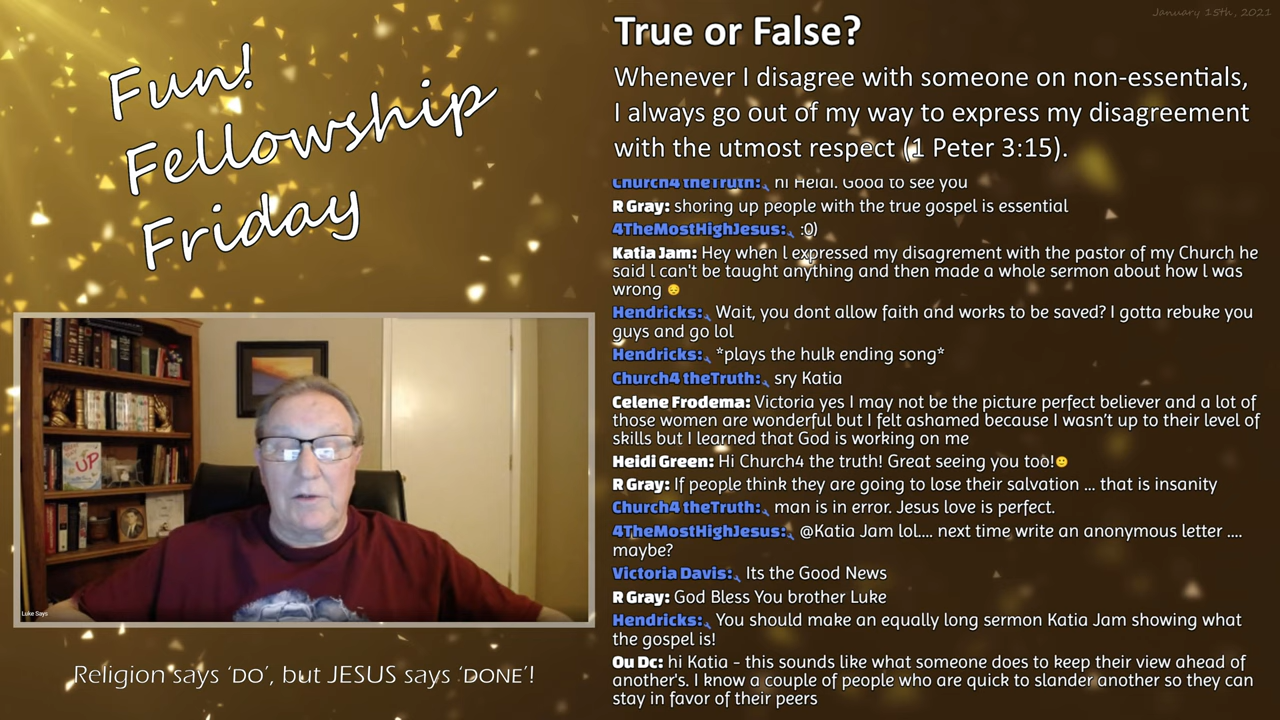 January 15th, 2021
Fun!
Fellowship
Friday
True or False?
Whenever I disagree with someone on non-essentials,
I always go out of my way to express my disagreement
with the utmost respect (1 Peter 3:15).
Church4 theTruth: hi Heidi. Good to see you
R Gray: shoring up people with the true gospel is essential
4TheMostHighJesus: :0)
Katia Jam: Hey when l expressed my disagrement with the pastor of my Church he
said l can't be taught anything and then made a whole sermon about how l was
wrong 😔
Hendricks: Wait, you dont allow faith and works to be saved? I gotta rebuke you
guys and go lol
Hendricks: *plays the hulk ending song*
Church4 theTruth: sry Katia
Celene Frodema: Victoria yes I may not be the picture perfect believer and a lot of
those women are wonderful but I felt ashamed because I wasn't up to their level of
skills but I learned that God is working on me
Heidi Green: Hi Church4 the truth! Great seeing you too!🙂
R Gray: If people think they are going to lose their salvation ... that is insanity
Church4 theTruth: man is in error. Jesus love is perfect.
4TheMostHighJesus: @Katia Jam lol.... next time write an anonymous letter ....
maybe?
Victoria Davis: Its the Good News
R Gray: God Bless You brother Luke
Hendricks: You should make an equally long sermon Katia Jam showing what
the gospel is!
Ou Dc: hi Katia - this sounds like what someone does to keep their view ahead of
another's. I know a couple of people who are quick to slander another so they can
stay in favor of their peers
UP
Luke Says
Religion says 'DO', but JESUS says 'DONE'!